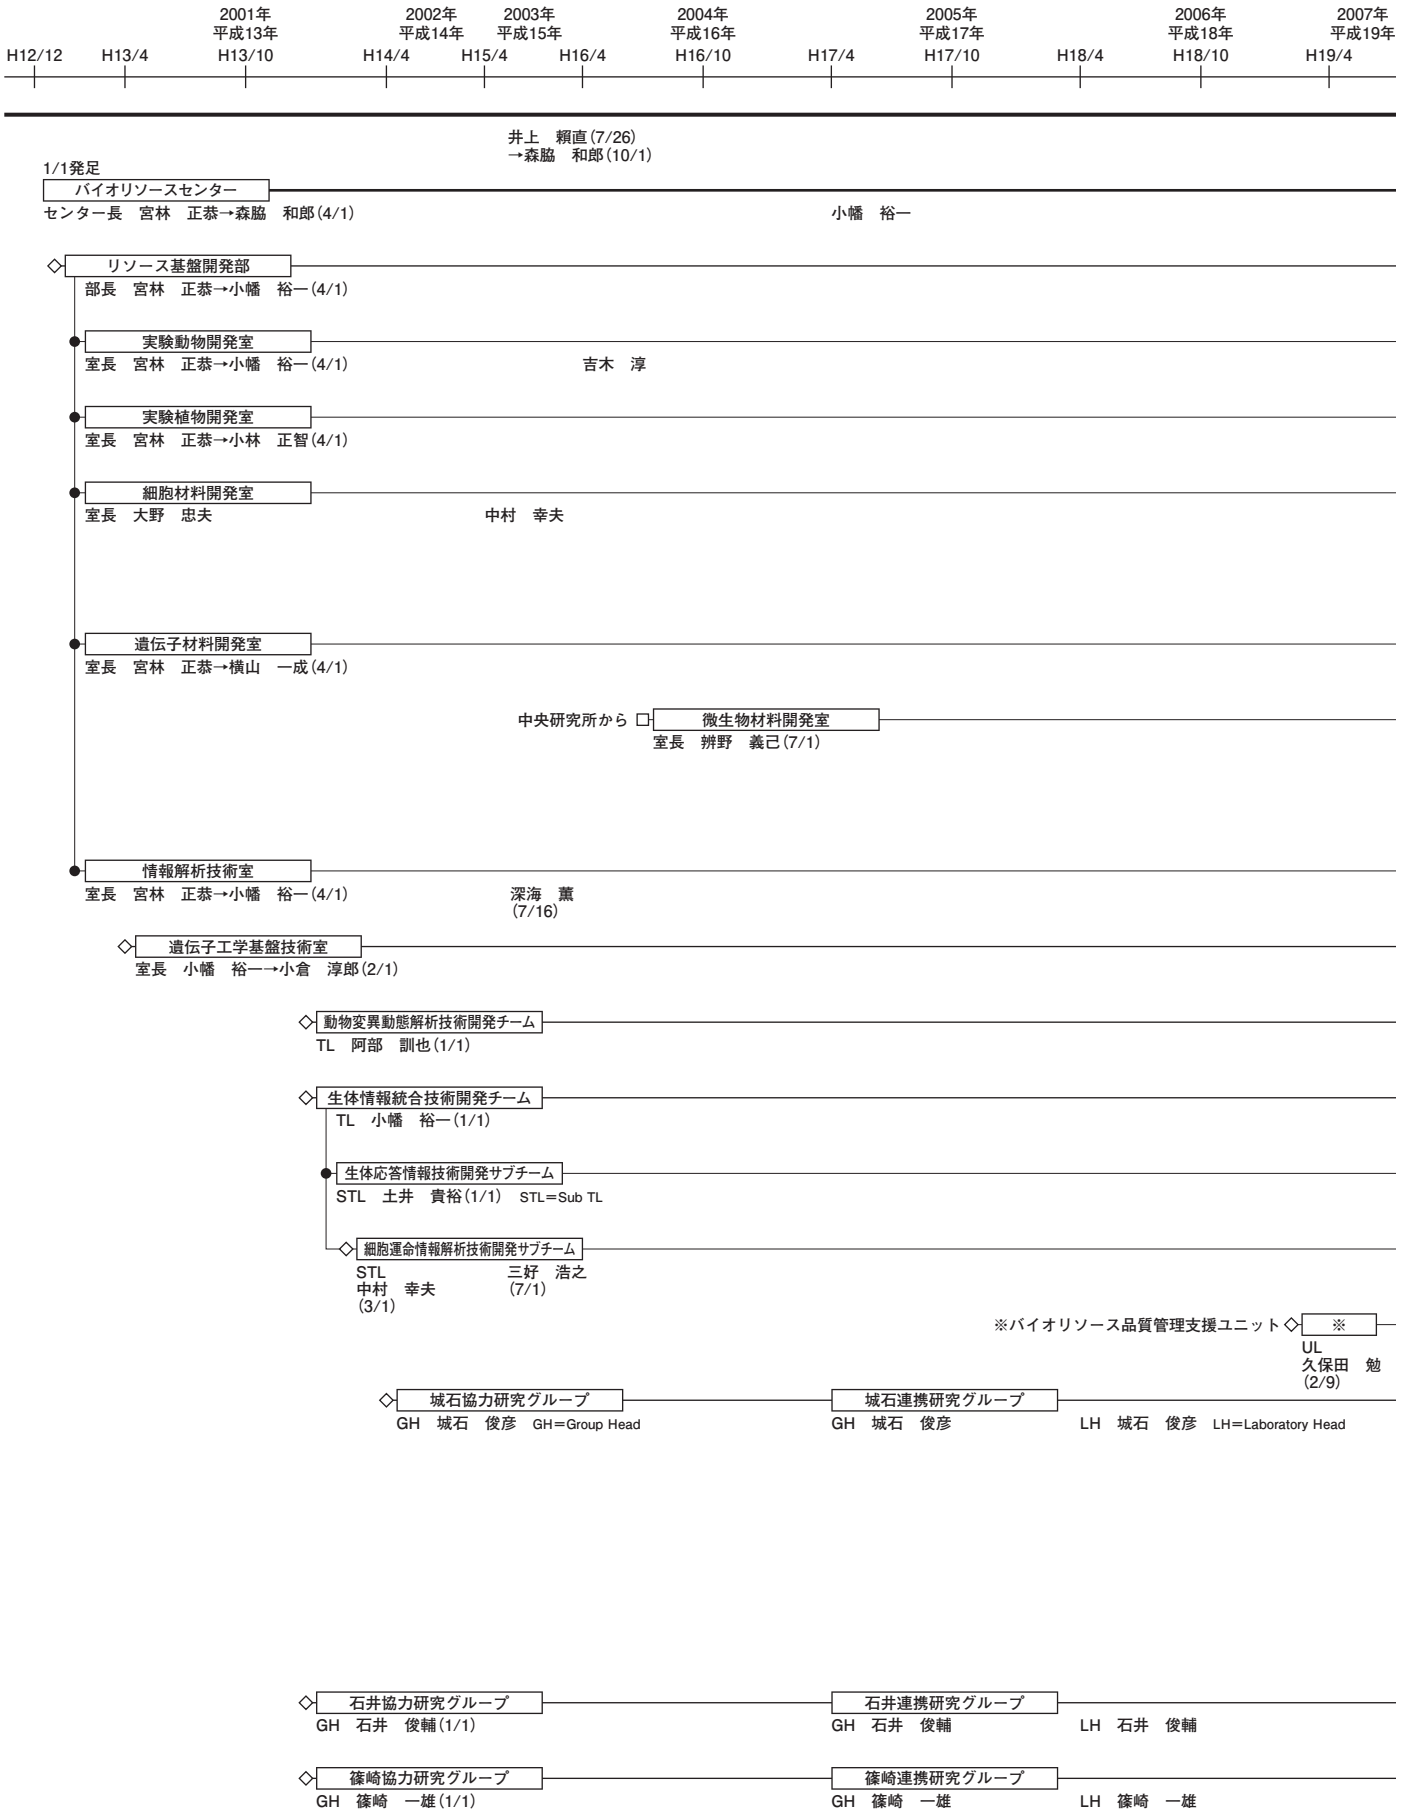 2001年 2002年 2003年 2004年 2005年 2006年 2007年
平成13年 平成14年 平成15年 平成16年 平成17年 平成18年 平成19年
H12/12 H13/4 H13/10 H14/4 H15/4 H16/4 H16/10 H17/4 H17/10 H18/4 H18/10 H19/4
井上 頼直(7/26)
→森脇 和郎(10/1)
1/1発足
バイオリソースセンター
センター長 宮林 正恭→森脇 和郎(4/1) 小幡 裕一
リソース基盤開発部
部長 宮林 正恭→小幡 裕一(4/1)
実験動物開発室
室長 宮林 正恭→小幡 裕一(4/1) 吉木 淳
実験植物開発室
室長 宮林 正恭→小林 正智(4/1)
細胞材料開発室
室長 大野 忠夫 中村 幸夫
遺伝子材料開発室
室長 宮林 正恭→横山 一成(4/1)
中央研究所から 微生物材料開発室
室長 辨野 義己(7/1)
情報解析技術室
室長 宮林 正恭→小幡 裕一(4/1) 深海 薫
(7/16)
遺伝子工学基盤技術室
室長 小幡 裕一→小倉 淳郎(2/1)
動物変異動態解析技術開発チーム
TL 阿部 訓也(1/1)
生体情報統合技術開発チーム
TL 小幡 裕一(1/1)
生体応答情報技術開発サブチーム
STL 土井 貴裕(1/1) STL=Sub TL
細胞運命情報解析技術開発サブチーム
STL 三好 浩之
中村 幸夫 (7/1)
(3/1)
※バイオリソース品質管理支援ユニット ※
UL
久保田 勉
(2/9)
城石協力研究グループ 城石連携研究グループ
GH 城石 俊彦 GH=Group Head GH 城石 俊彦 LH 城石 俊彦 LH=Laboratory Head
石井協力研究グループ 石井連携研究グループ
GH 石井 俊輔(1/1) GH 石井 俊輔 LH 石井 俊輔
篠崎協力研究グループ 篠崎連携研究グループ
GH 篠崎 一雄(1/1) GH 篠崎 一雄 LH 篠崎 一雄